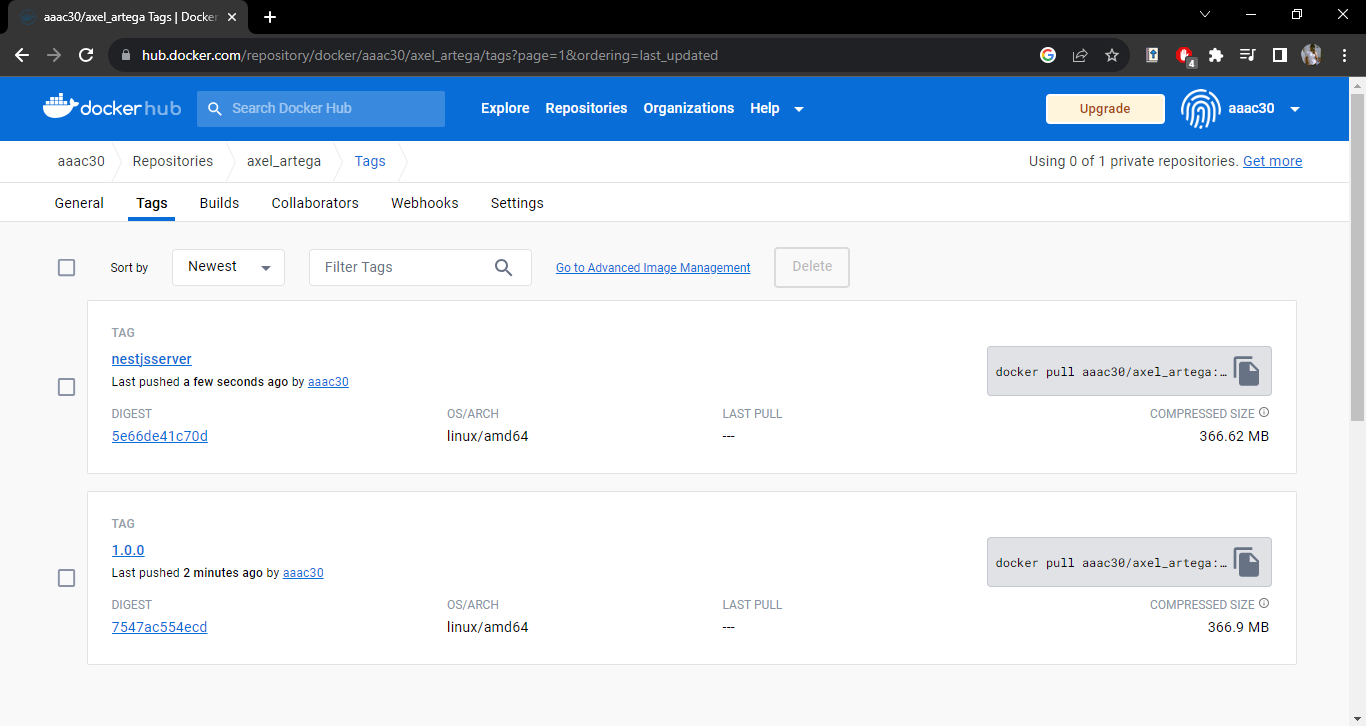 aaac30/axel_artega Tags | Docker
hub.docker.com/repository/docker/aaac30/axel_artega/tags?page=1&ordering=last_updated
4
docker hub
Search Docker Hub
Explore Repositories Organizations Help
Upgrade
aaac30
aaac30 Repositories axel_artega Tags
Using 0 of 1 private repositories. Get more
General Tags Builds Collaborators Webhooks Settings
Sort by Newest Filter Tags Go to Advanced Image Management Delete
TAG
nestjsserver
Last pushed a few seconds ago by aaac30
docker pull aaac30/axel_artega:…
DIGEST OS/ARCH LAST PULL COMPRESSED SIZE
5e66de41c70d linux/amd64 --- 366.62 MB
TAG
1.0.0
Last pushed 2 minutes ago by aaac30
docker pull aaac30/axel_artega:…
DIGEST OS/ARCH LAST PULL COMPRESSED SIZE
7547ac554ecd linux/amd64 --- 366.9 MB